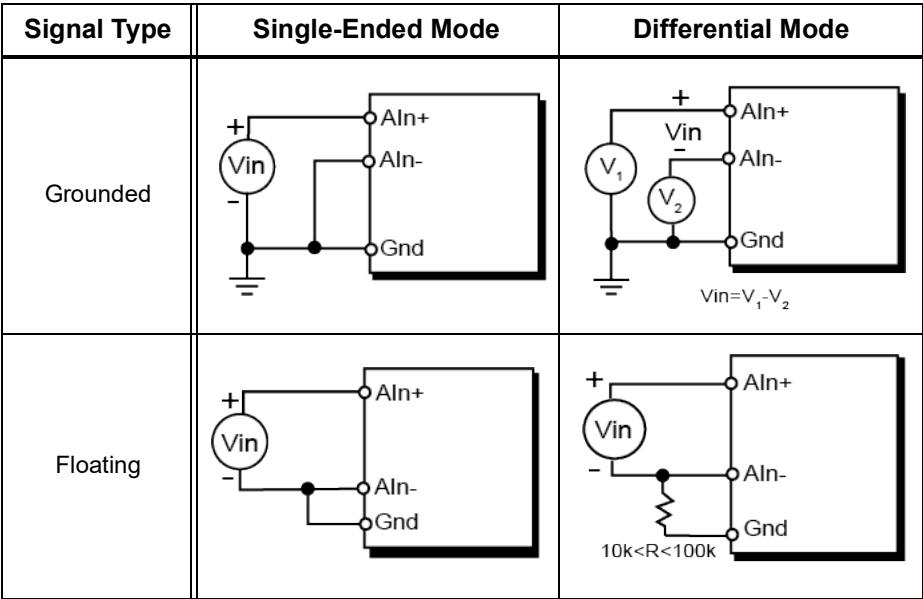 Signal Type Single-Ended Mode Differential Mode
Grounded
+
Vin
-
AIn+
AIn-
Gnd
+
Vin
-
V1
V2
AIn+
AIn-
Gnd
Vin=V1-V2
Floating
+
Vin
-
AIn+
AIn-
Gnd
+
Vin
-
AIn+
AIn-
Gnd
10k<R<100k